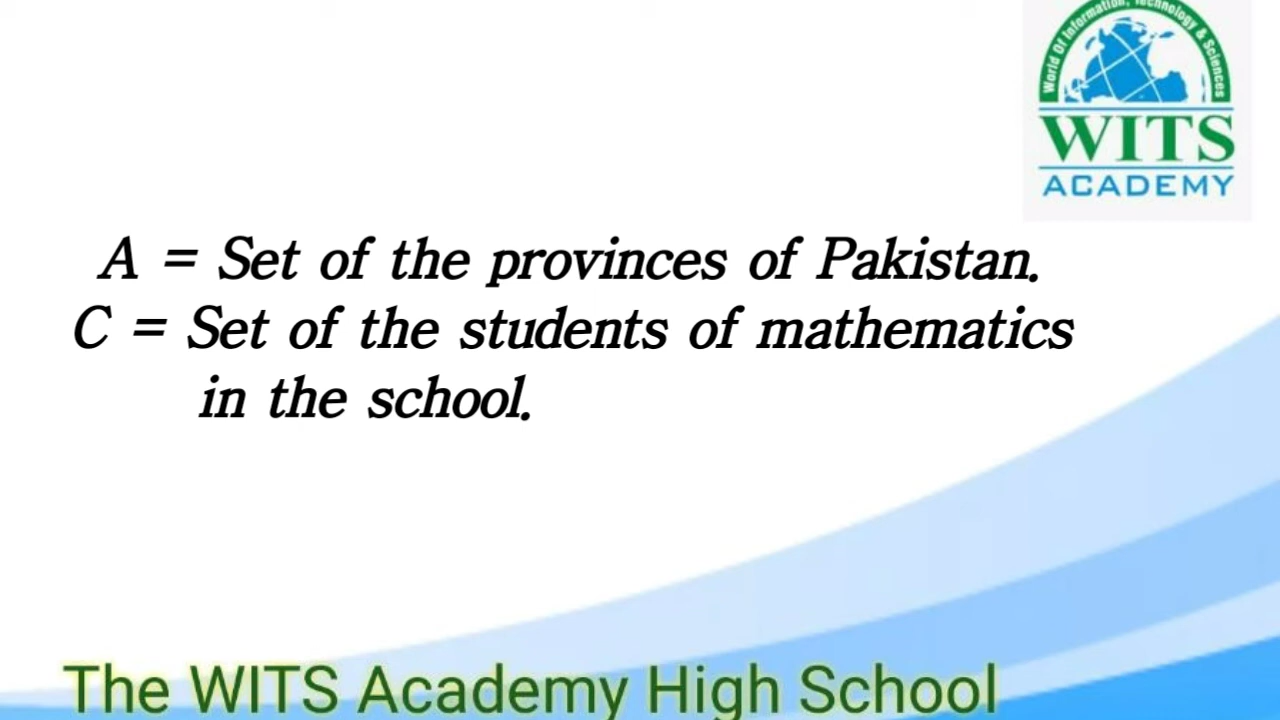 World Of Information, Technology & Sciences
WITS
ACADEMY
A = Set of the provinces of Pakistan.
C = Set of the students of mathematics
in the school.
The WITS Academy High School